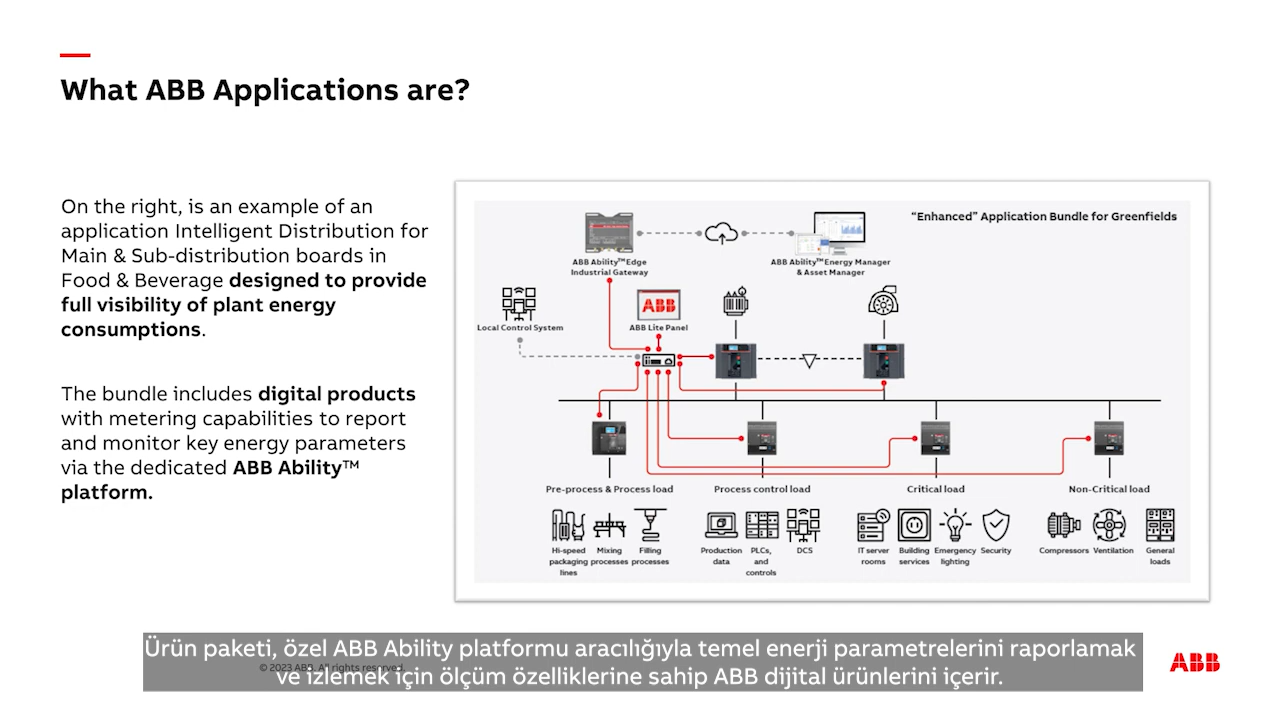 What ABB Applications are?
On the right, is an example of an
application Intelligent Distribution for
Main & Sub-distribution boards in
Food & Beverage designed to provide
full visibility of plant energy
consumptions.
The bundle includes digital products
with metering capabilities to report
and monitor key energy parameters
via the dedicated ABB Ability™
platform.
"Enhanced" Application Bundle for Greenfields
ABB Ability™Edge
Industrial Gateway
ABB Ability™Energy Manager
& Asset Manager
Local Control System
ABB
ABB Lite Panel
Pre-process & Process load
Process control load
Critical load
Non-Critical load
Hi-speed
packaging
lines
Mixing
processes
Filling
processes
Production
data
PLCs,
and
controls
DCS
IT server
rooms
Building
services
Emergency
lighting
Security
Compressors
Ventilation
General
loads
Ürün paketi, özel ABB Ability platformu aracılığıyla temel enerji parametrelerini raporlamak
ve izlemek için ölçüm özelliklerine sahip ABB dijital ürünlerini içerir.
© 2023 ABB. All rights reserved.
ABB